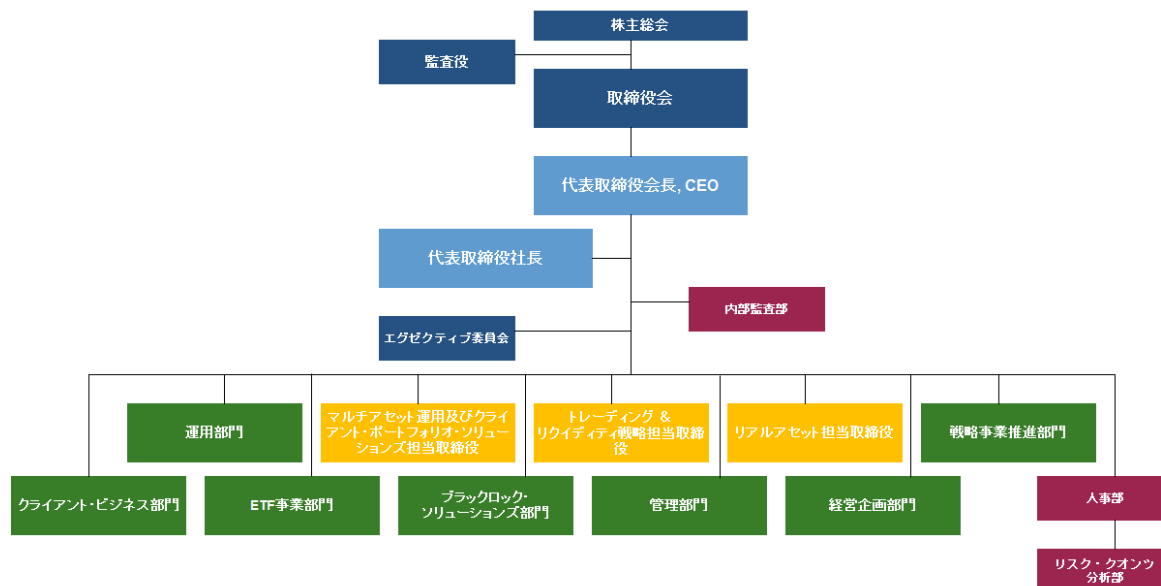 株主総会
監査役
取締役会
代表取締役会長, CEO
代表取締役社長
内部監査部
エグゼクティブ委員会
運用部門
マルチアセット運用及びクライ
アント・ポートフォリオ・ソリュー
ションズ担当取締役
トレーディング &
リクイディティ戦略担当取締
役
リアルアセット担当取締役
戦略事業推進部門
クライアント・ビジネス部門
ETF事業部門
ブラックロック・
ソリューションズ部門
管理部門
経営企画部門
人事部
リスク・クオンツ
分析部